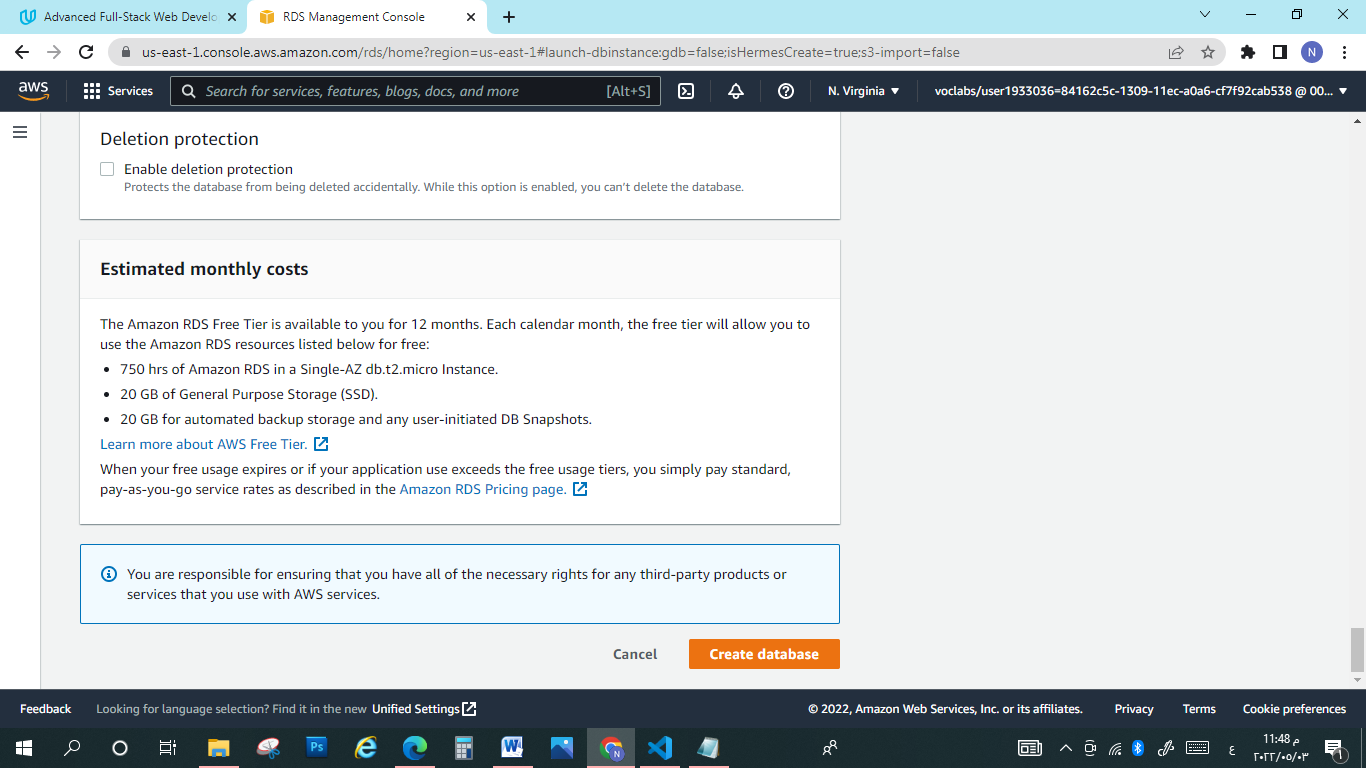 Advanced Full-Stack Web Develo
RDS Management Console
us-east-1.console.aws.amazon.com/rds/home?region=us-east-1#launch-dbinstance:gdb=false;isHermesCreate=true;s3-import=false
N
aws
Services
Search for services, features, blogs, docs, and more
[Alt+S]
N. Virginia
voclabs/user1933036=84162c5c-1309-11ec-a0a6-cf7f92cab538 @ 00...
Deletion protection
Enable deletion protection
Protects the database from being deleted accidentally. While this option is enabled, you can't delete the database.
Estimated monthly costs
The Amazon RDS Free Tier is available to you for 12 months. Each calendar month, the free tier will allow you to
use the Amazon RDS resources listed below for free:
• 750 hrs of Amazon RDS in a Single-AZ db.t2.micro Instance.
• 20 GB of General Purpose Storage (SSD).
• 20 GB for automated backup storage and any user-initiated DB Snapshots.
Learn more about AWS Free Tier.
When your free usage expires or if your application use exceeds the free usage tiers, you simply pay standard,
pay-as-you-go service rates as described in the Amazon RDS Pricing page.
You are responsible for ensuring that you have all of the necessary rights for any third-party products or
services that you use with AWS services.
Cancel
Create database
Feedback
Looking for language selection? Find it in the new Unified Settings
© 2022, Amazon Web Services, Inc. or its affiliates.
Privacy
Terms
Cookie preferences
Ps
W
N
ع
11:48 م
٢٠٢٢/٠٥/٠٣
1